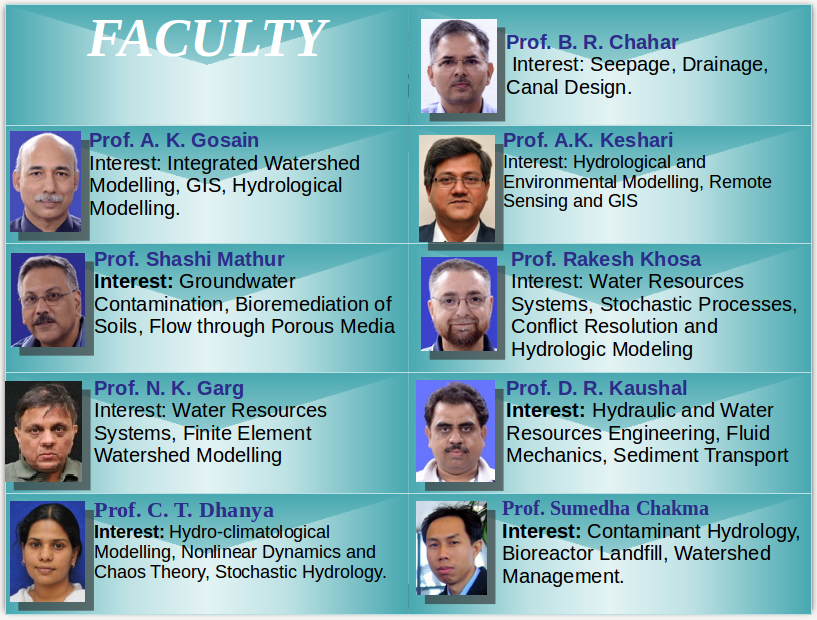 FACULTY
Prof. B. R. Chahar
Interest: Seepage, Drainage,
Canal Design.
Prof. A. K. Gosain
Interest: Integrated Watershed
Modelling, GIS, Hydrological
Modelling.
Prof. A.K. Keshari
Interest: Hydrological and
Environmental Modelling, Remote
Sensing and GIS
Prof. Shashi Mathur
Interest: Groundwater
Contamination, Bioremediation of
Soils, Flow through Porous Media
Prof. Rakesh Khosa
Interest: Water Resources
Systems, Stochastic Processes,
Conflict Resolution and
Hydrologic Modeling
Prof. N. K. Garg
Interest: Water Resources
Systems, Finite Element
Watershed Modelling
Prof. D. R. Kaushal
Interest: Hydraulic and Water
Resources Engineering, Fluid
Mechanics, Sediment Transport
Prof. C. T. Dhanya
Interest: Hydro-climatological
Modelling, Nonlinear Dynamics and
Chaos Theory, Stochastic Hydrology.
Prof. Sumedha Chakma
Interest: Contaminant Hydrology,
Bioreactor Landfill, Watershed
Management.